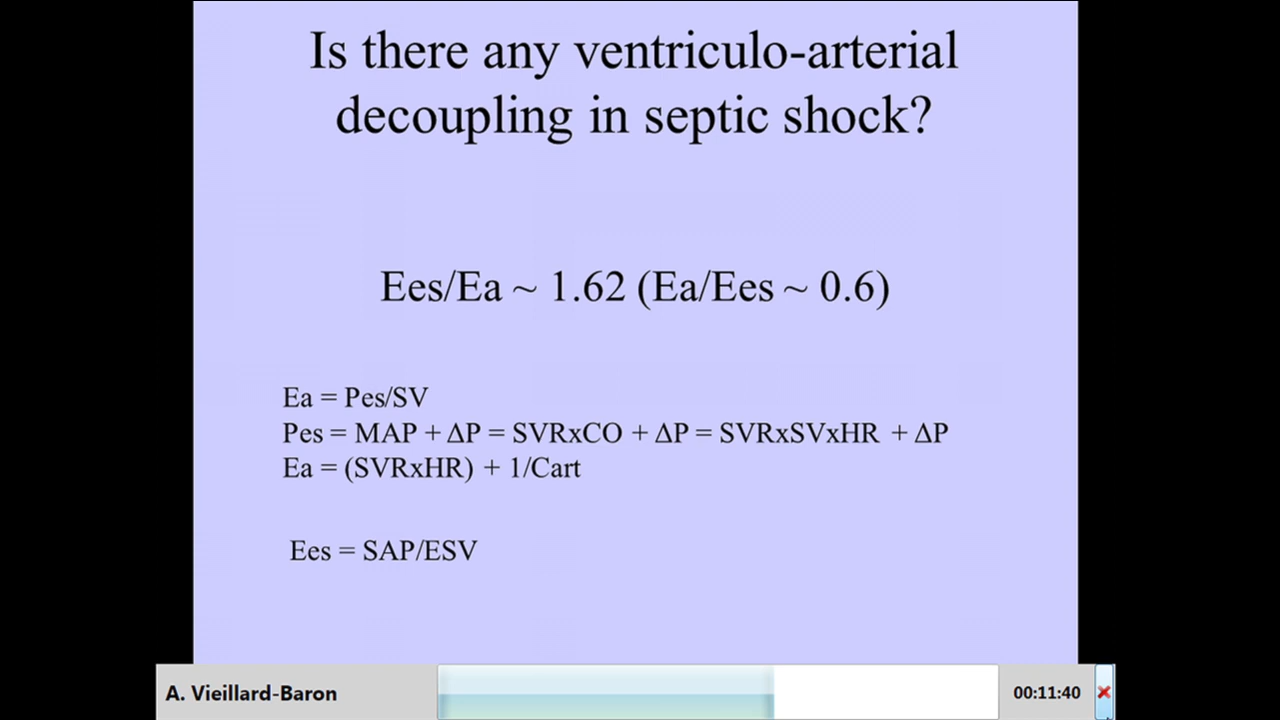 Is there any ventriculo-arterial
decoupling in septic shock?
Ees/Ea ~ 1.62 (Ea/Ees ~ 0.6)
Ea = Pes/SV
Pes = MAP + ΔP = SVRxCO + ΔP = SVRxSVxHR + ΔP
Ea = (SVRxHR) + 1/Cart
Ees = SAP/ESV
A. Vieillard-Baron
00:11:40